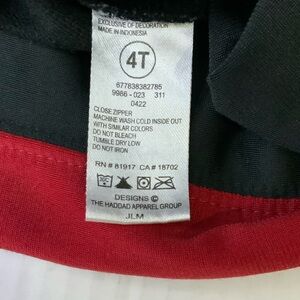 EXCLUSIVE OF DECORATION
MADE IN INDONESIA
4T
677838382785
9966 - 023 311
0422
CLOSE ZIPPER
MACHINE WASH COLD INSIDE OUT
WITH SIMILAR COLORS
DO NOT BLEACH
TUMBLE DRY LOW
DO NOT IRON
RN # 81917 CA # 18702
DESIGNS ©
THE HADDAD APPAREL GROUP
JLM